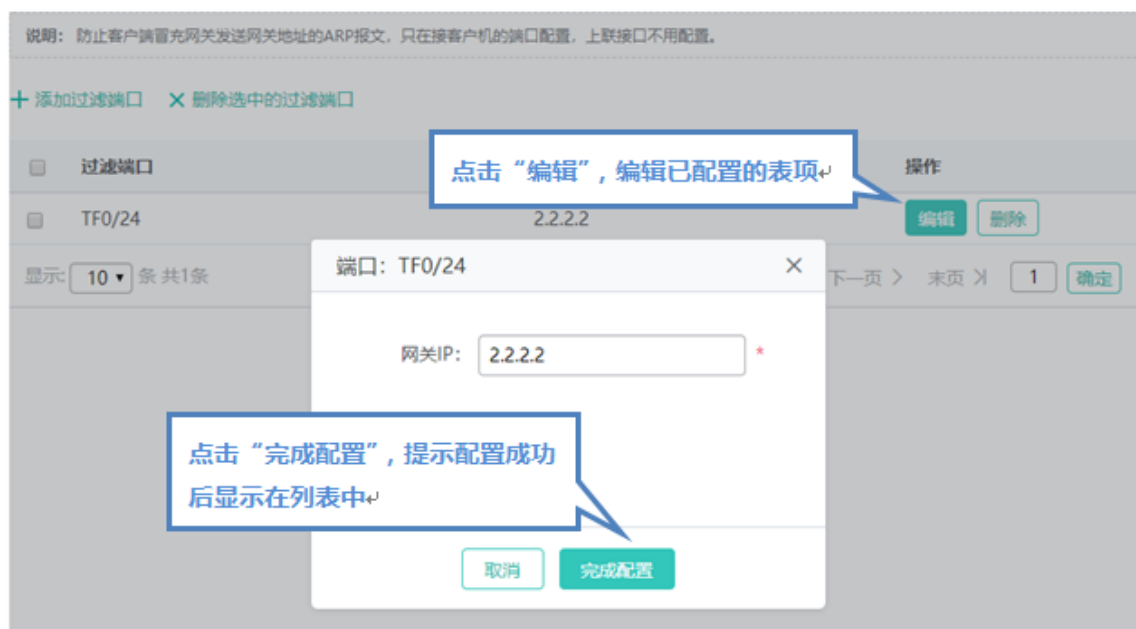 说明：防止客户端冒充网关发送网关地址的ARP报文，只在接客户机的端口配置，上联接口不用配置。
+ 添加过滤端口 × 删除选中的过滤端口
过滤端口 操作
点击“编辑”，编辑已配置的表项↵
TF0/24 2.2.2.2 编辑 删除
显示: 10 条 共1条 下一页 末页 1 确定
端口：TF0/24 ×
网关IP： 2.2.2.2 *
点击“完成配置”，提示配置成功
后显示在列表中↵
取消 完成配置